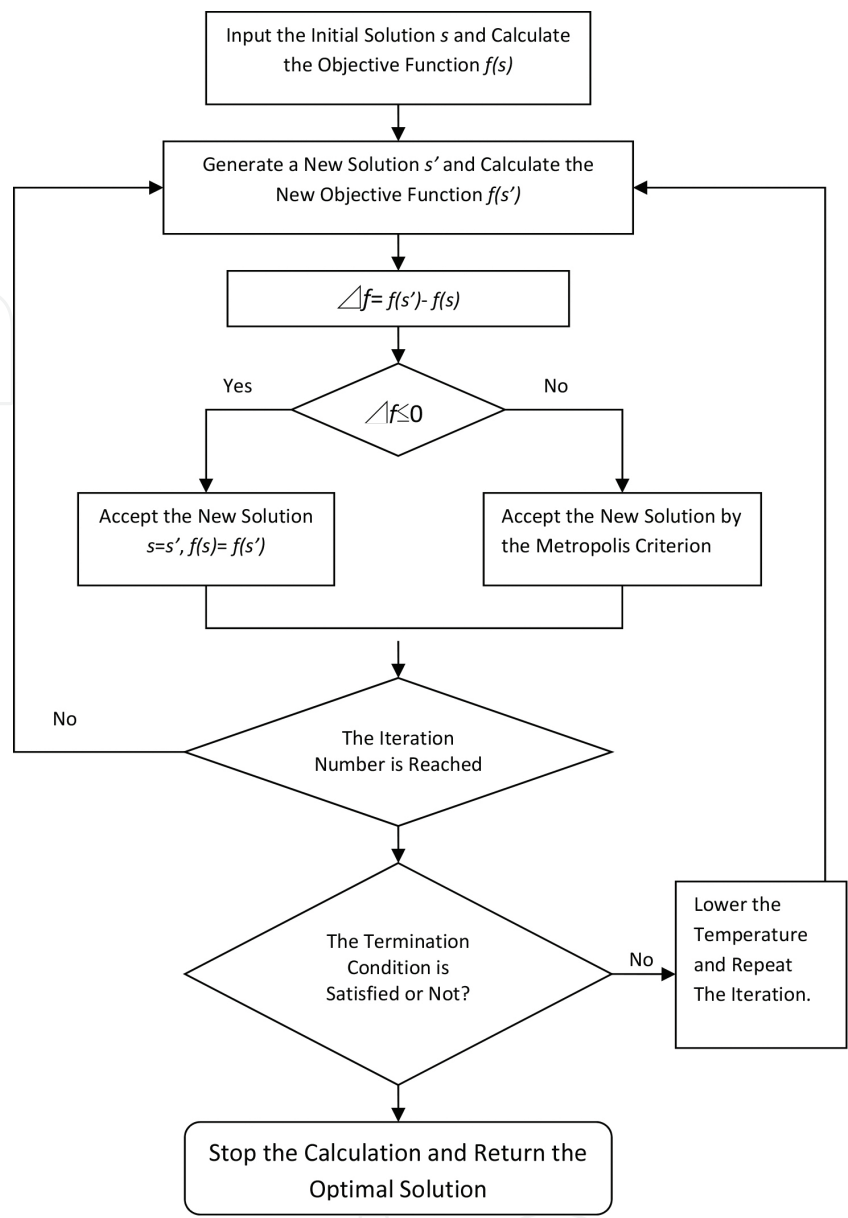 Input the Initial Solution s and Calculate
the Objective Function f(s)
Generate a New Solution s′ and Calculate the
New Objective Function f(s′)
⊿f= f(s′)- f(s)
Yes
No
⊿f≤0
Accept the New Solution
s=s′, f(s)= f(s′)
Accept the New Solution by
the Metropolis Criterion
No
The Iteration
Number is Reached
The Termination
Condition is
Satisfied or Not?
No
Lower the
Temperature
and Repeat
The Iteration.
Stop the Calculation and Return the
Optimal Solution